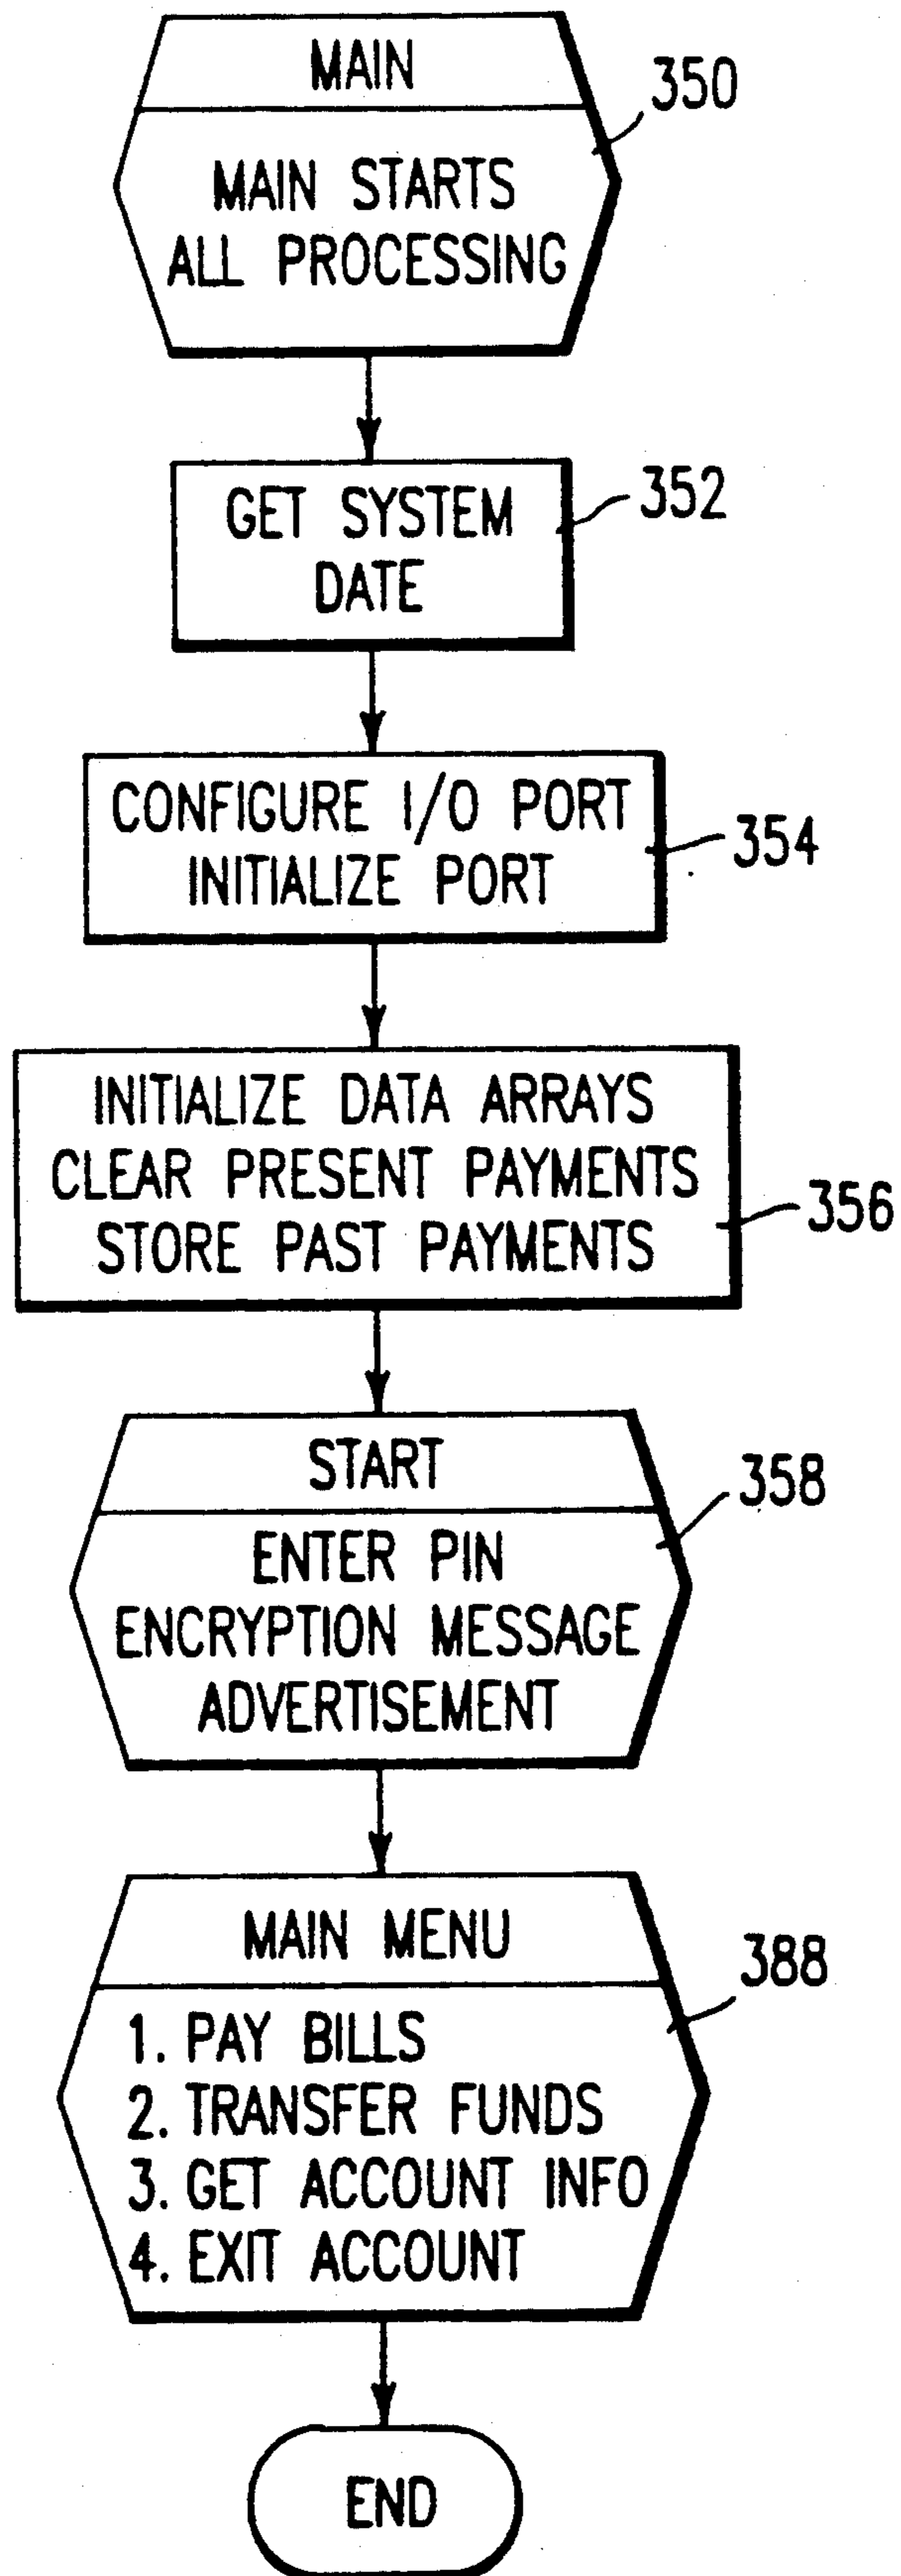 MAIN
350
MAIN STARTS
ALL PROCESSING
GET SYSTEM
DATE
352
CONFIGURE I/O PORT
INITIALIZE PORT
354
INITIALIZE DATA ARRAYS
CLEAR PRESENT PAYMENTS
STORE PAST PAYMENTS
356
START
358
ENTER PIN
ENCRYPTION MESSAGE
ADVERTISEMENT
MAIN MENU
388
1. PAY BILLS
2. TRANSFER FUNDS
3. GET ACCOUNT INFO
4. EXIT ACCOUNT
END